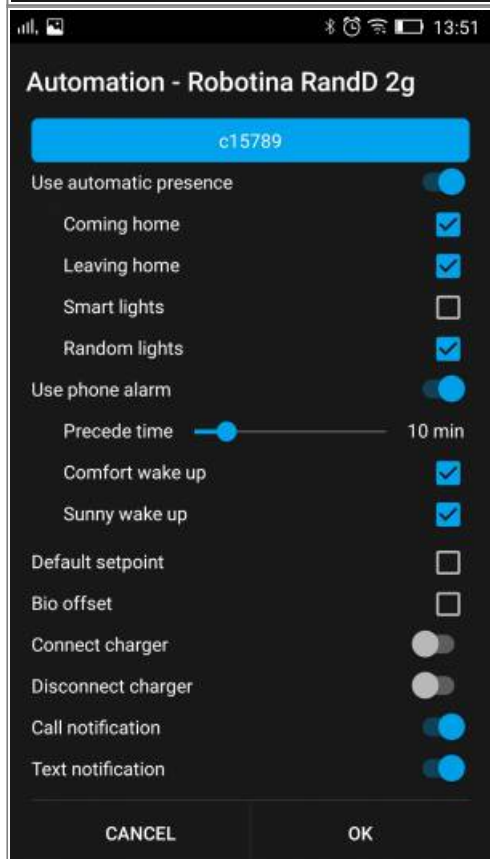 13:51
Automation - Robotina RandD 2g
c15789
Use automatic presence
Coming home
Leaving home
Smart lights
Random lights
Use phone alarm
Precede time 10 min
Comfort wake up
Sunny wake up
Default setpoint
Bio offset
Connect charger
Disconnect charger
Call notification
Text notification
CANCEL OK